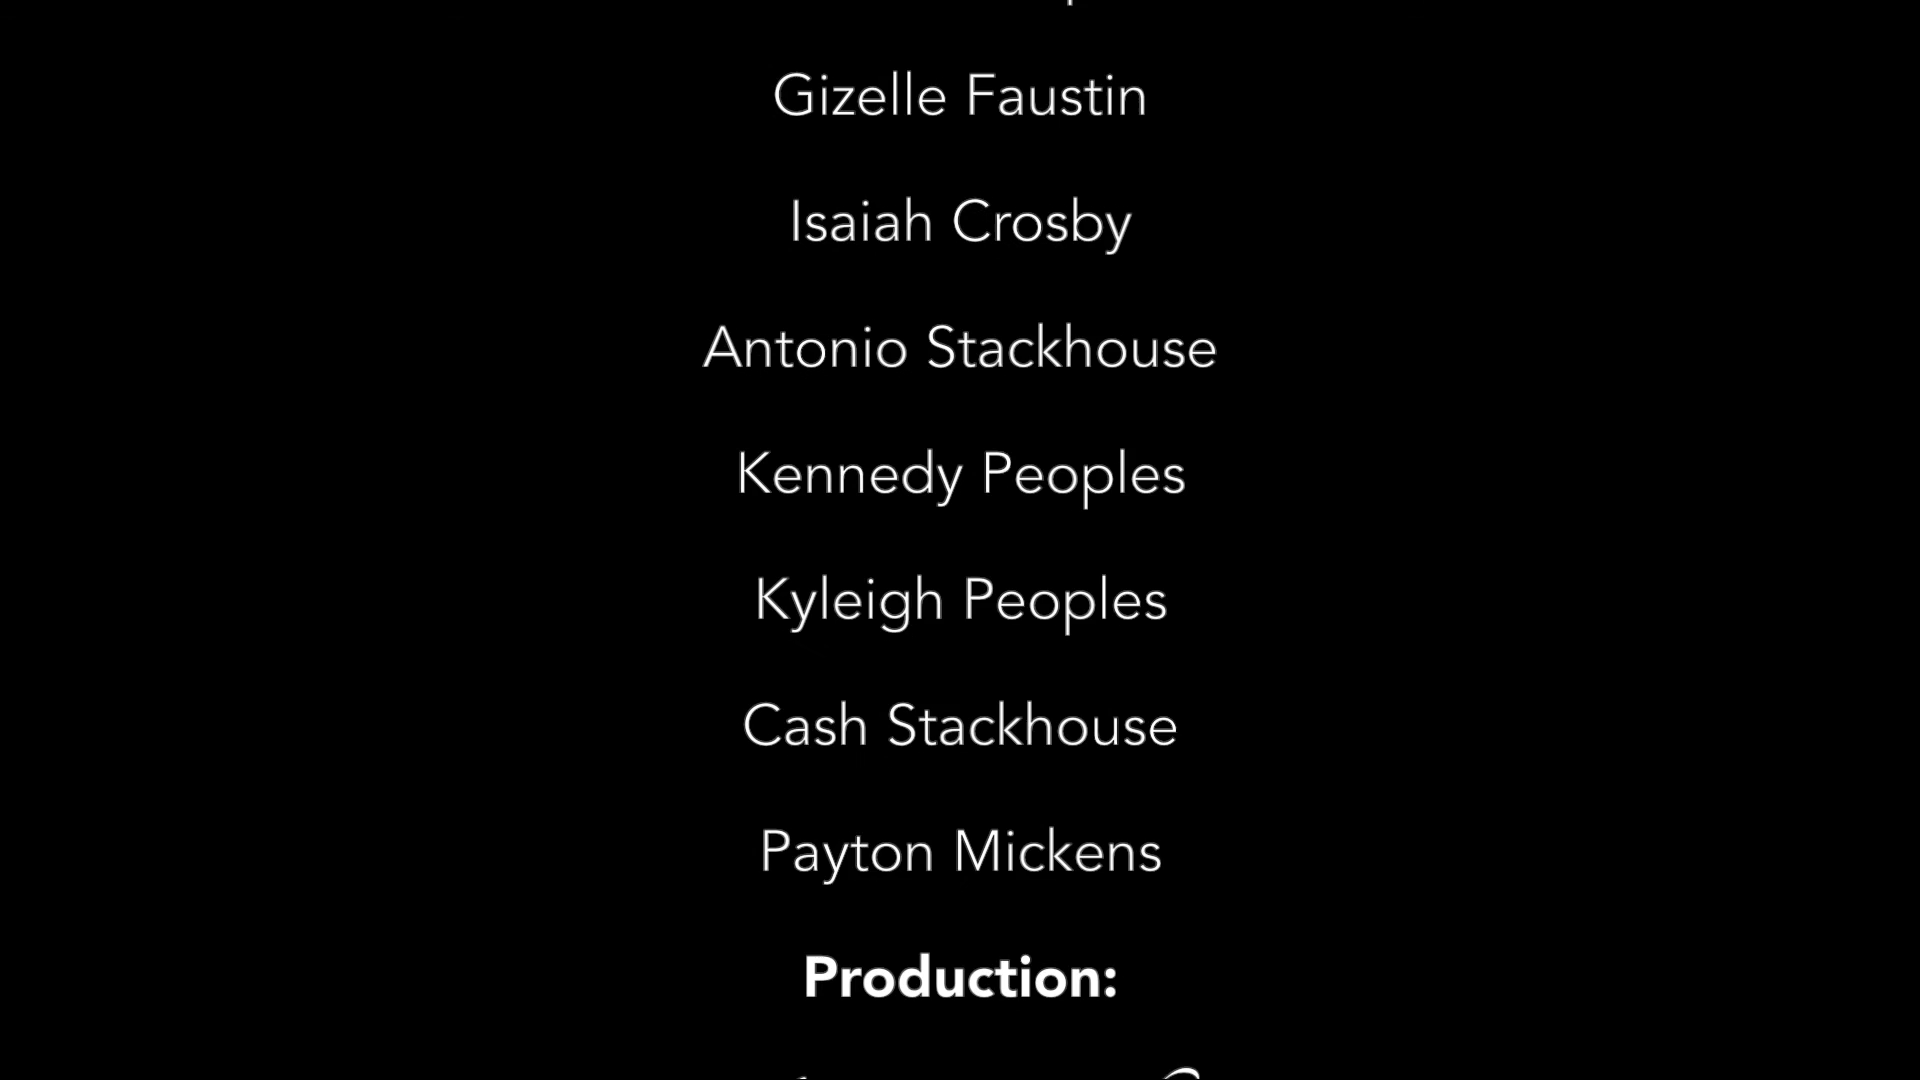 Gizelle Faustin
Isaiah Crosby
Antonio Stackhouse
Kennedy Peoples
Kyleigh Peoples
Cash Stackhouse
Payton Mickens
Production: